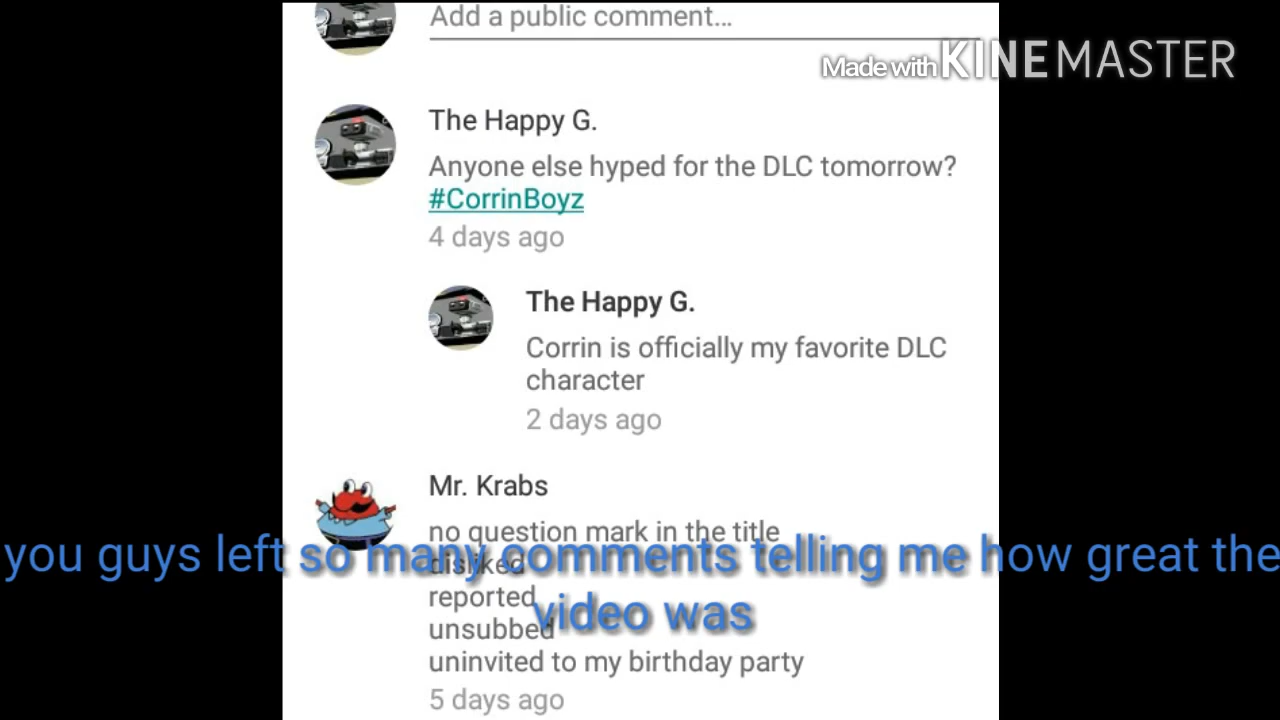 Add a public comment...
Made with KINEMASTER
The Happy G.
Anyone else hyped for the DLC tomorrow?
#CorrinBoyz
4 days ago
The Happy G.
Corrin is officially my favorite DLC
character
2 days ago
Mr. Krabs
no question mark in the title
disliked
reported
unsubbed
uninvited to my birthday party
5 days ago
you guys left so many comments telling me how great the
video was